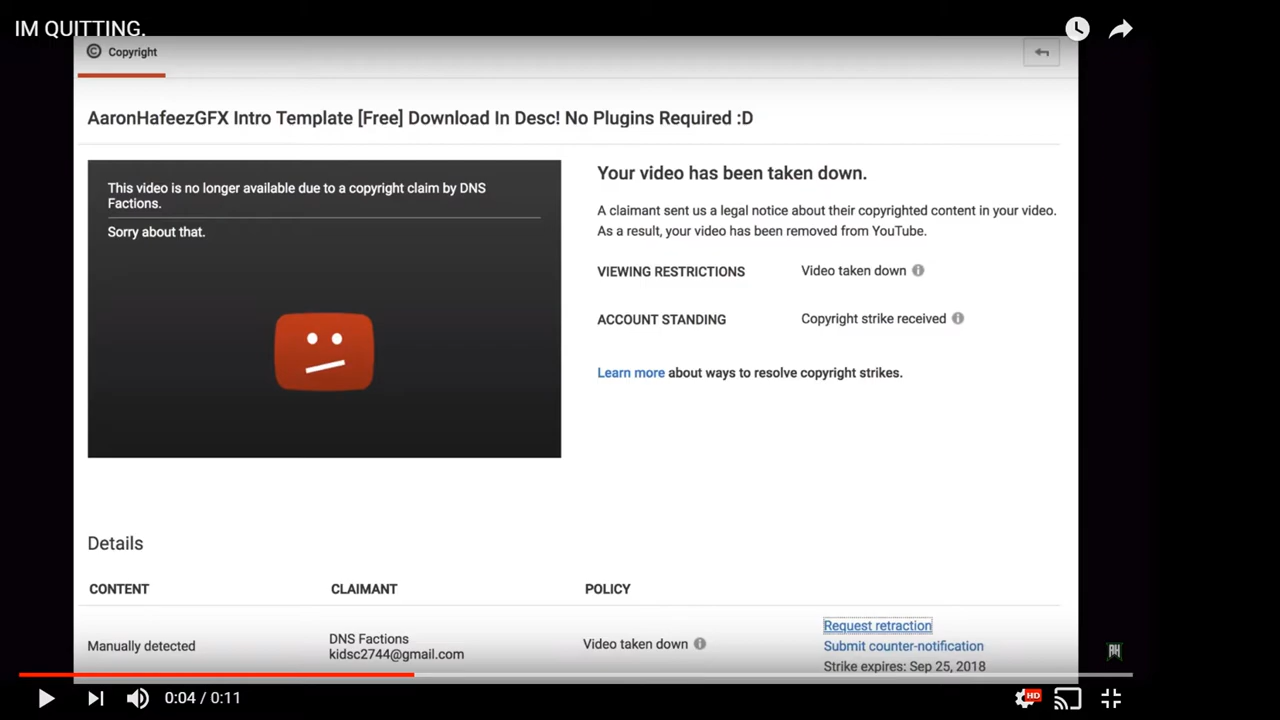 IM QUITTING.
Copyright
AaronHafeezGFX Intro Template [Free] Download In Desc! No Plugins Required :D
This video is no longer available due to a copyright claim by DNS
Factions.
Sorry about that.
Your video has been taken down.
A claimant sent us a legal notice about their copyrighted content in your video.
As a result, your video has been removed from YouTube.
VIEWING RESTRICTIONS Video taken down
ACCOUNT STANDING Copyright strike received
Learn more about ways to resolve copyright strikes.
Details
CONTENT CLAIMANT POLICY
Manually detected
DNS Factions
kidsc2744@gmail.com
Video taken down
Request retraction
Submit counter-notification
Strike expires: Sep 25, 2018
AH
0:04 / 0:11
HD